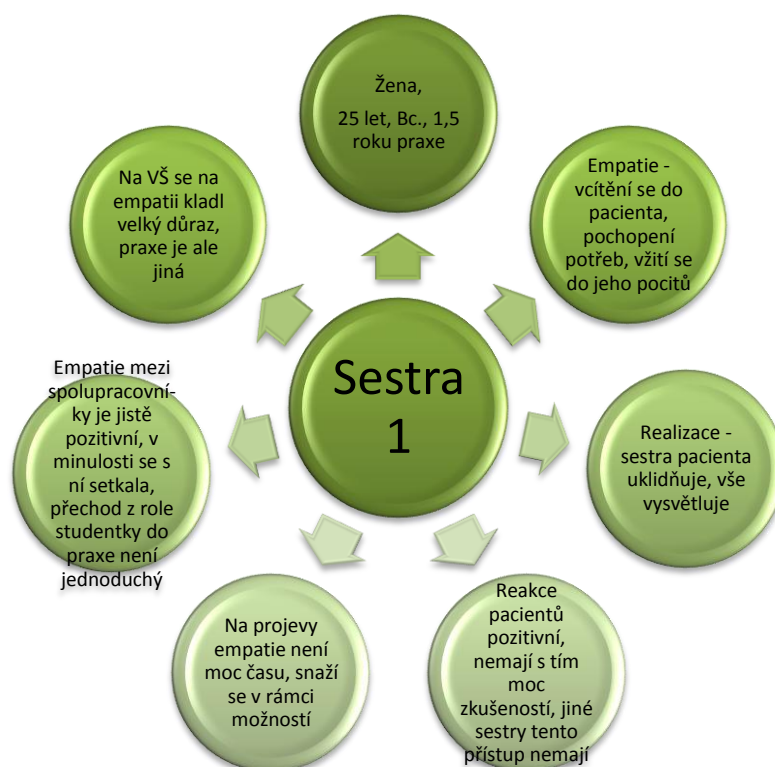 Žena,
25 let, Bc., 1,5
roku praxe
Empatie -
vcítění se do
pacienta,
pochopení
potřeb, vžití se
do jeho pocitů
Realizace -
sestra pacienta
uklidňuje, vše
vysvětluje
Reakce
pacientů
pozitivní,
nemají s tím
moc
zkušeností, jiné
sestry tento
přístup nemají
Na projevy
empatie není
moc času, snaží
se v rámci
možností
Empatie mezi
spolupracovní-
ky je jistě
pozitivní, v
minulosti se s
ní setkala,
přechod z role
studentky do
praxe není
jednoduchý
Na VŠ se na
empatii kladl
velký důraz,
praxe je ale
jiná
Sestra
1